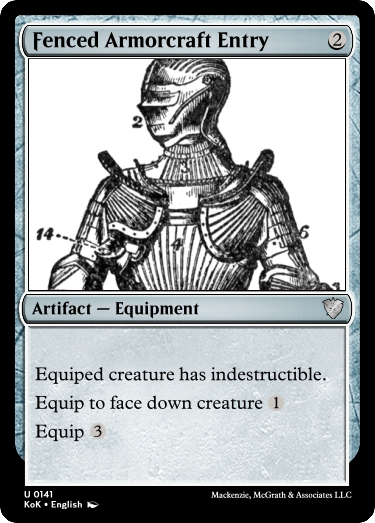 Fenced Armorcraft Entry 2
2
3
14
4
6
Artifact — Equipment
Equiped creature has indestructible.
Equip to face down creature 1
Equip 3
U 0141
KoK • English
Mackenzie, McGrath & Associates LLC